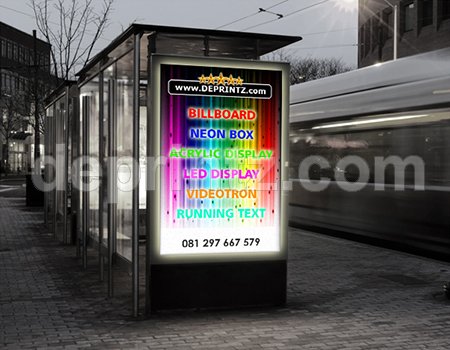 www.DEPRINTZ.com
BILLBOARD
NEON BOX
ACRYLIC DISPLAY
LED DISPLAY
VIDEOTRON
RUNNING TEXT
081 297 667 579
deprintz.com